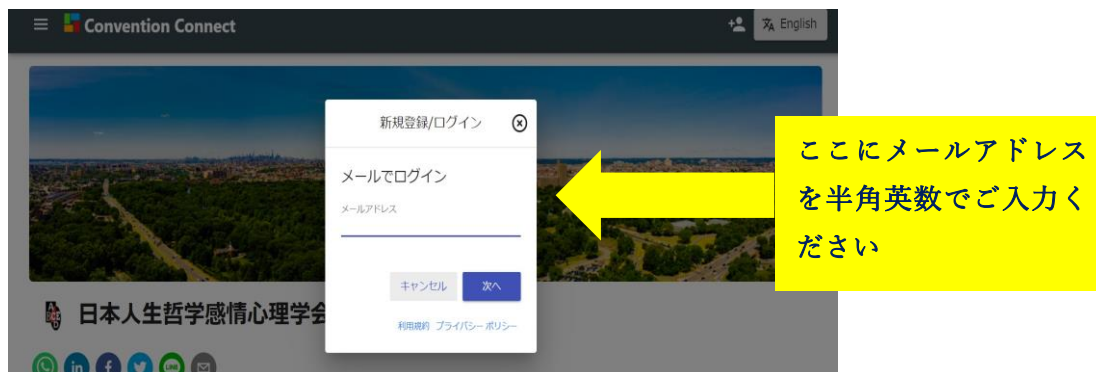 Convention Connect
English
新規登録/ログイン
メールでログイン
メールアドレス
キャンセル
次へ
利用規約 プライバシー ポリシー
日本人生哲学感情心理学会
ここにメールアドレス
を半角英数でご入力く
ださい